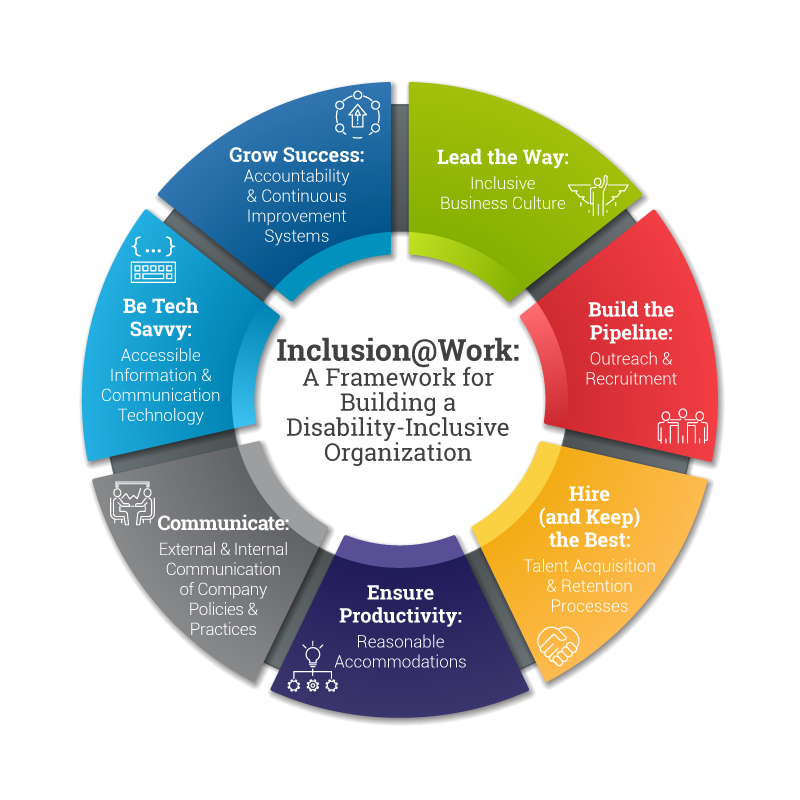 Inclusion@Work:
A Framework for
Building a
Disability-Inclusive
Organization
Lead the Way:
Inclusive
Business Culture
Build the
Pipeline:
Outreach &
Recruitment
Hire
(and Keep)
the Best:
Talent Acquisition
& Retention
Processes
Ensure
Productivity:
Reasonable
Accommodations
Communicate:
External & Internal
Communication
of Company
Policies &
Practices
{...}
Be Tech
Savvy:
Accessible
Information &
Communication
Technology
Grow Success:
Accountability
& Continuous
Improvement
Systems